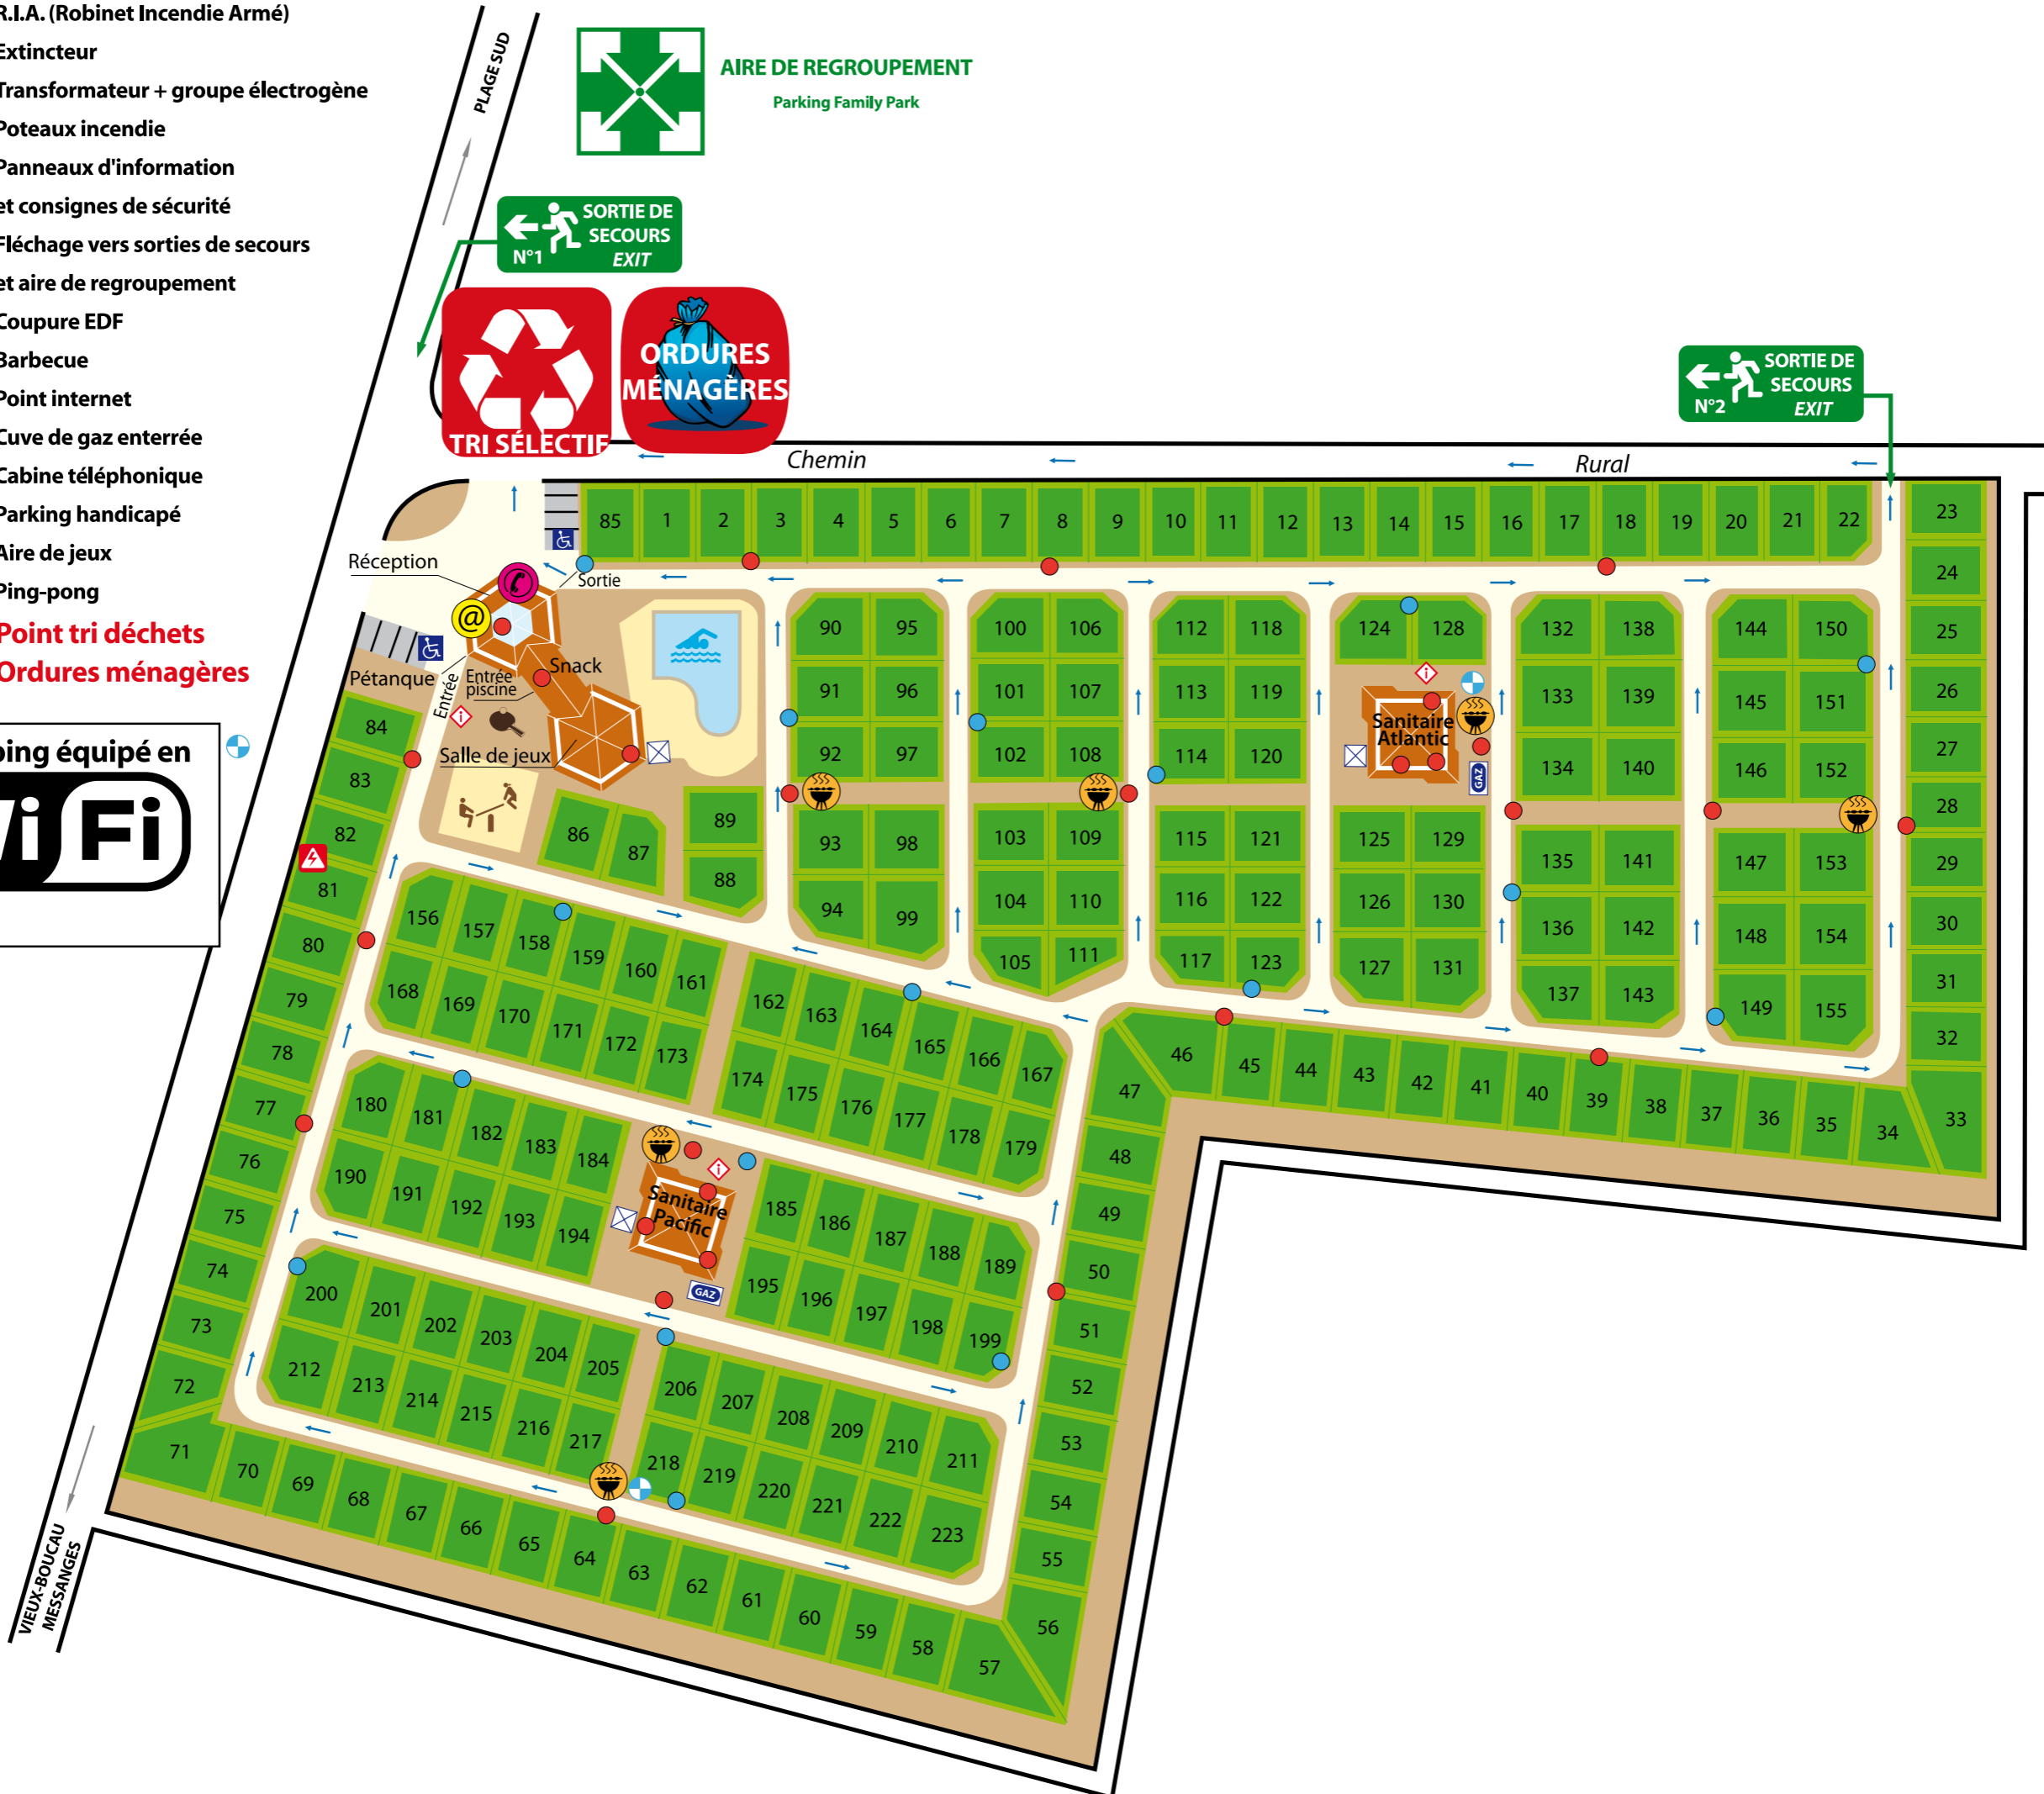 R.I.A. (Robinet Incendie Armé)
Extincteur
Transformateur + groupe électrogène
Poteaux incendie
Panneaux d'information
et consignes de sécurité
Fléchage vers sorties de secours
et aire de regroupement
Coupure EDF
Barbecue
Point internet
Cuve de gaz enterrée
Cabine téléphonique
Parking handicapé
Aire de jeux
Ping-pong
Point tri déchets
Ordures ménagères
ping équipé en
Wi Fi
PLAGE SUD
AIRE DE REGROUPEMENT
Parking Family Park
SORTIE DE
SECOURS
N°1 EXIT
TRI SÉLECTIF
ORDURES
MÉNAGÈRES
SORTIE DE
SECOURS
N°2 EXIT
Chemin Rural
85 1 2 3 4 5 6 7 8 9 10 11 12 13 14 15 16 17 18 19 20 21 22
23
24
25
26
27
28
29
30
31
32
33
Réception
Sortie
@
Pétanque
Entrée
Entrée
piscine
Snack
Salle de jeux
84
83
82
81
80
79
78
77
76
75
74
73
72
71
86 87
89
88
90 95
91 96
92 97
93 98
94 99
100 106
101 107
102 108
103 109
104 110
105 111
112 118
113 119
114 120
115 121
116 122
117 123
124 128
Sanitaire
Atlantic
GAZ
125 129
126 130
127 131
132 138
133 139
134 140
135 141
136 142
137 143
144 150
145 151
146 152
147 153
148 154
149 155
156 157 158 159 160 161
168 169 170 171 172 173
162 163 164 165 166 167
174 175 176 177 178 179
47 46 45 44 43 42 41 40 39 38 37 36 35 34
48
49
50
51
52
53
54
55
56
180 181 182 183 184
190 191 192 193 194
Sanitaire
Pacific
GAZ
185 186 187 188 189
195 196 197 198 199
200 201 202 203 204 205
212 213 214 215 216 217
206 207 208 209 210 211
218 219 220 221 222 223
70 69 68 67 66 65 64 63 62 61 60 59 58 57
VIEUX-BOUCAU
MESSANGES